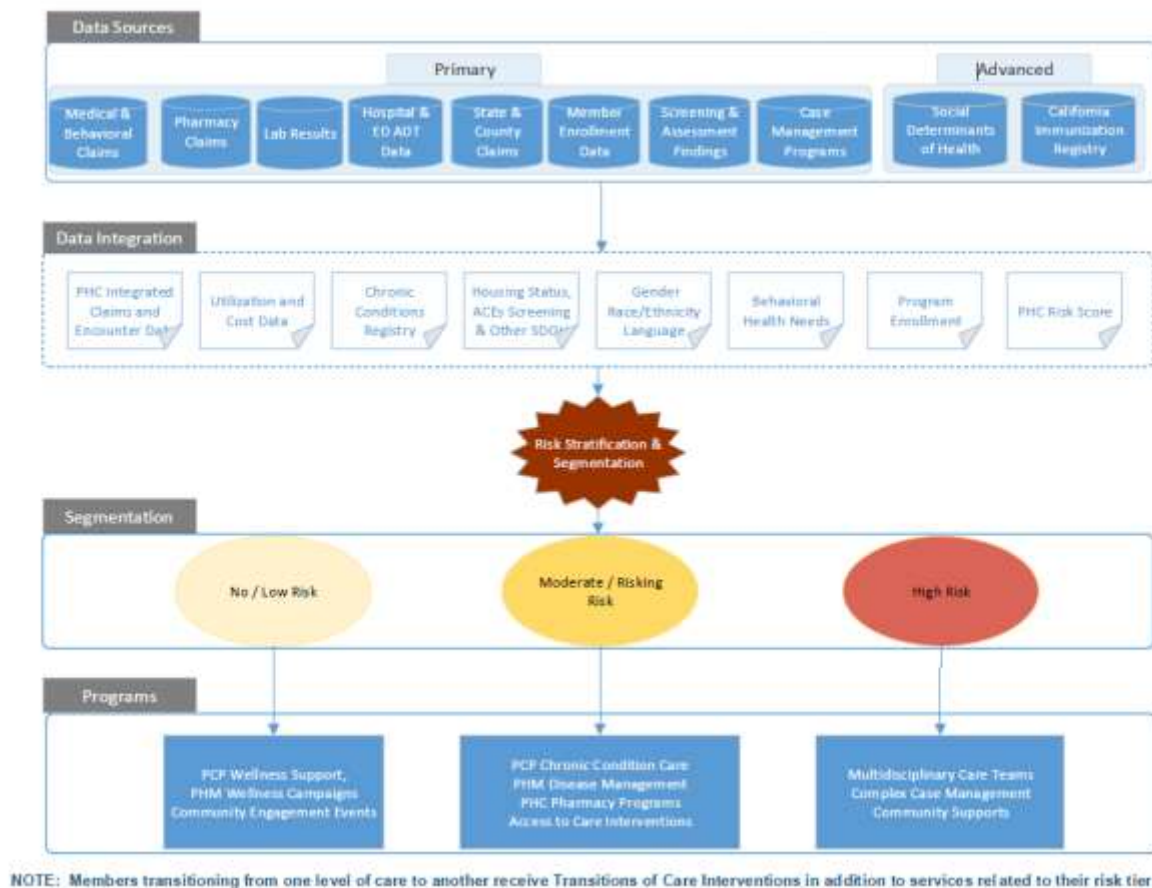 Data Sources
Primary
Advanced
Medical &
Behavioral
Claims
Pharmacy
Claims
Lab Results
Hospital &
ED ADT
Data
State &
County
Claims
Member
Enrollment
Data
Screening &
Assessment
Findings
Case
Management
Programs
Social
Determinants
of Health
California
Immunization
Registry
Data Integration
PHC Integrated
Claims and
Encounter Data
Utilization and
Cost Data
Chronic
Conditions
Registry
Housing Status,
ACEs Screening
& Other SDOH
Gender
Race/Ethnicity
Language
Behavioral
Health Needs
Program
Enrollment
PHC Risk Score
Risk Stratification &
Segmentation
Segmentation
No / Low Risk
Moderate / Risking
Risk
High Risk
Programs
PCP Wellness Support,
PHM Wellness Campaigns
Community Engagement Events
PCP Chronic Condition Care
PHM Disease Management
PHC Pharmacy Programs
Access to Care Interventions
Multidisciplinary Care Teams
Complex Case Management
Community Supports
NOTE: Members transitioning from one level of care to another receive Transitions of Care Interventions in addition to services related to their risk tier